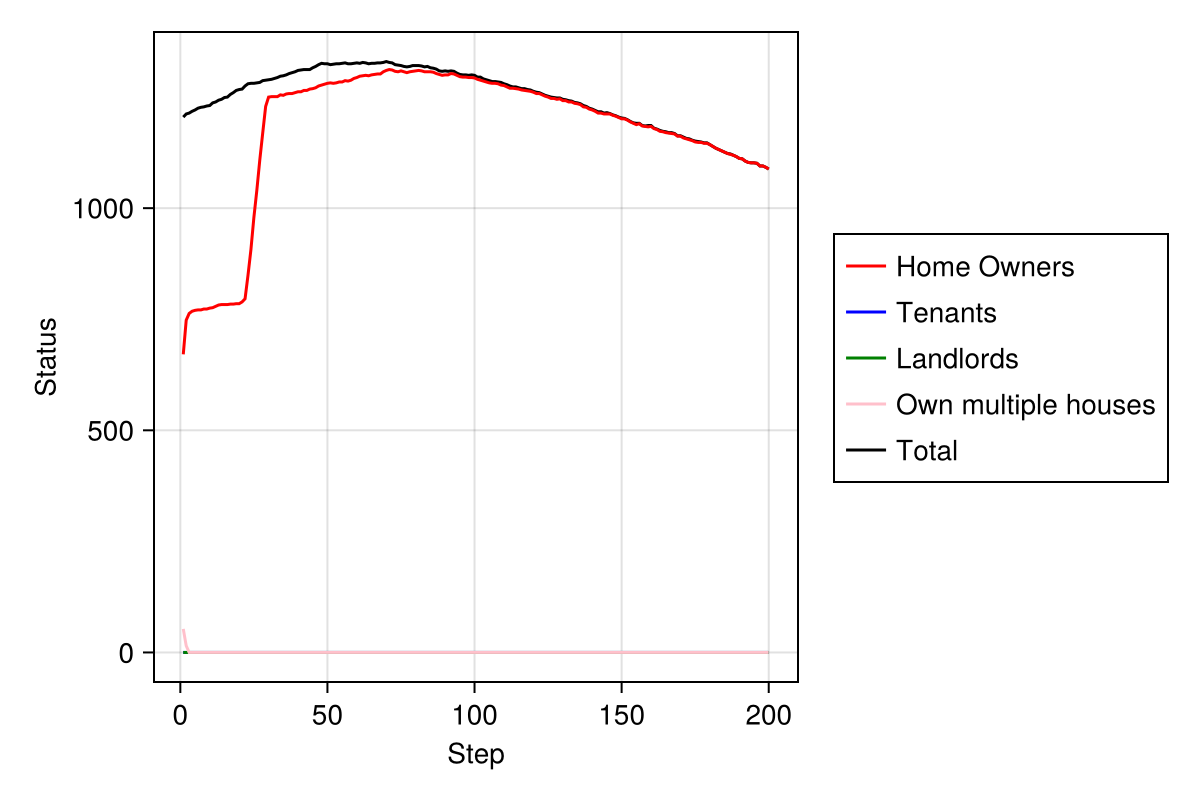 1000
500
0
Status
0 50 100 150 200
Step
Home Owners
Tenants
Landlords
Own multiple houses
Total